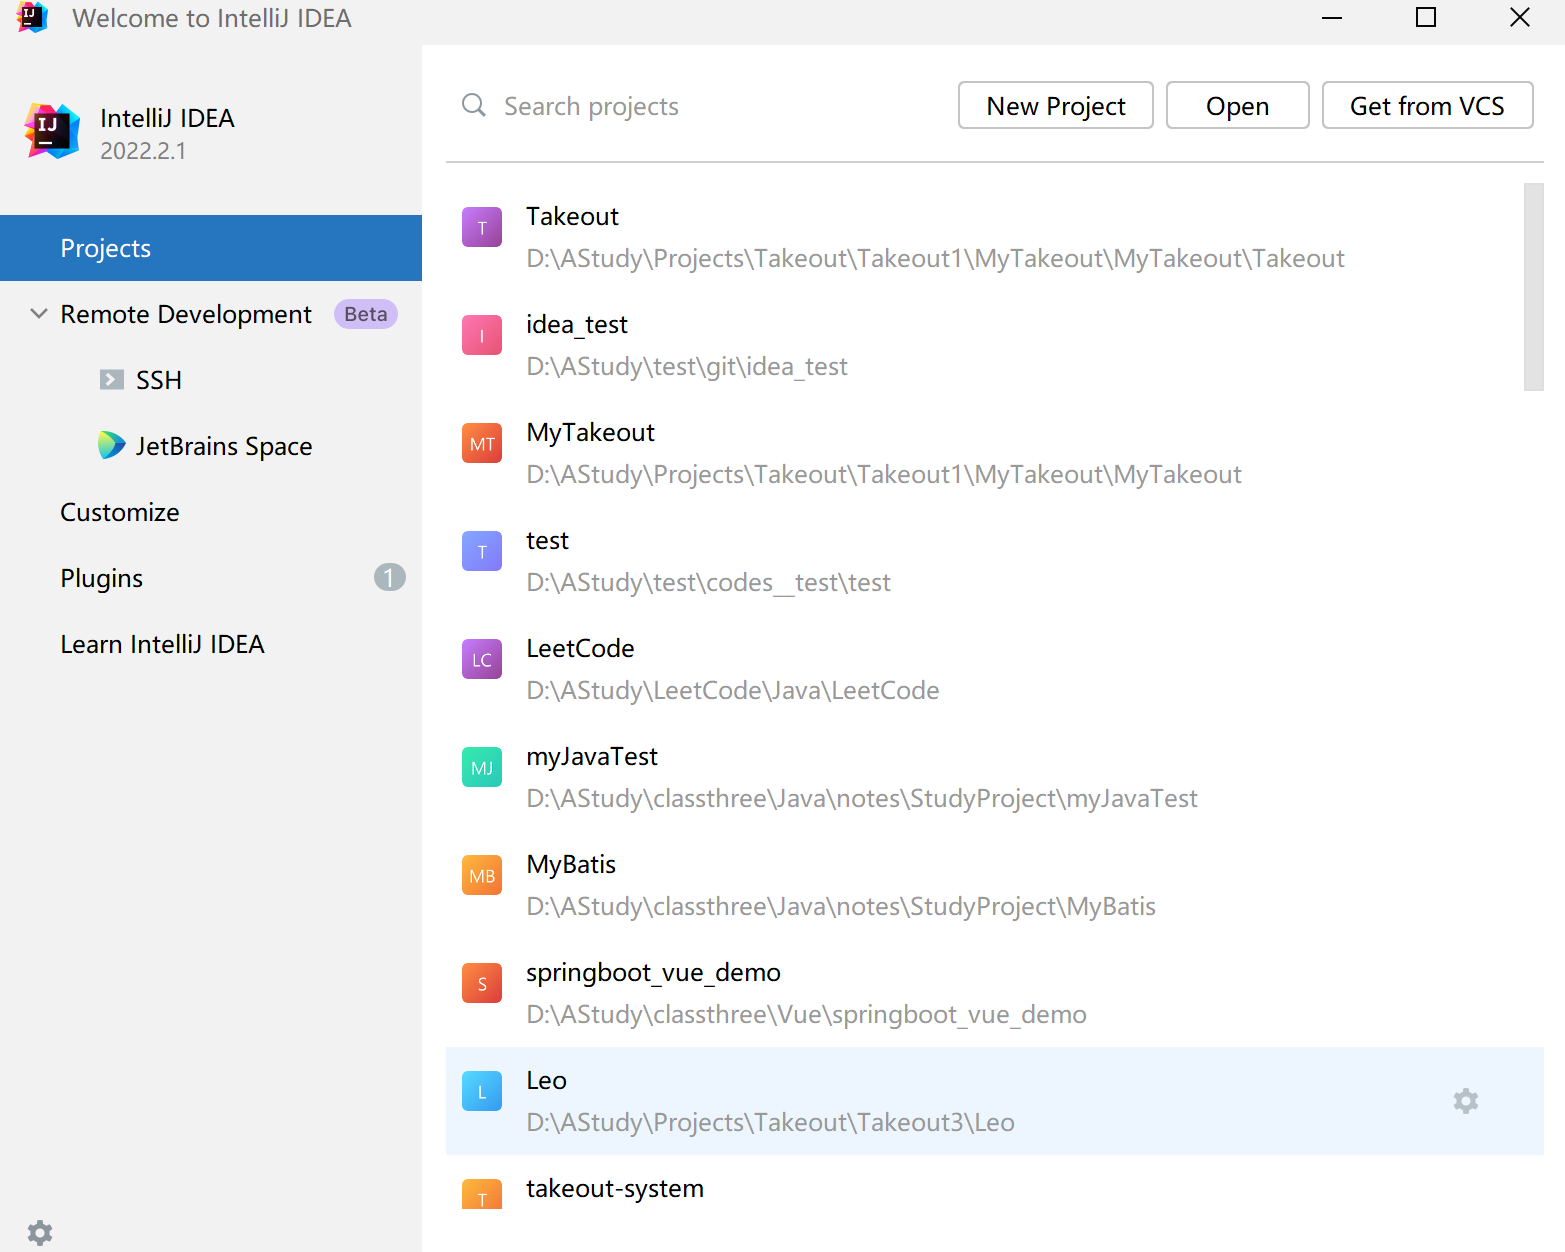 Welcome to IntelliJ IDEA
IntelliJ IDEA
2022.2.1
Projects
Remote Development Beta
SSH
JetBrains Space
Customize
Plugins 1
Learn IntelliJ IDEA
Search projects
New Project
Open
Get from VCS
T Takeout
D:\AStudy\Projects\Takeout\Takeout1\MyTakeout\MyTakeout\Takeout
I idea_test
D:\AStudy\test\git\idea_test
MT MyTakeout
D:\AStudy\Projects\Takeout\Takeout1\MyTakeout\MyTakeout
T test
D:\AStudy\test\codes__test\test
LC LeetCode
D:\AStudy\LeetCode\Java\LeetCode
MJ myJavaTest
D:\AStudy\classthree\Java\notes\StudyProject\myJavaTest
MB MyBatis
D:\AStudy\classthree\Java\notes\StudyProject\MyBatis
S springboot_vue_demo
D:\AStudy\classthree\Vue\springboot_vue_demo
L Leo
D:\AStudy\Projects\Takeout\Takeout3\Leo
T takeout-system